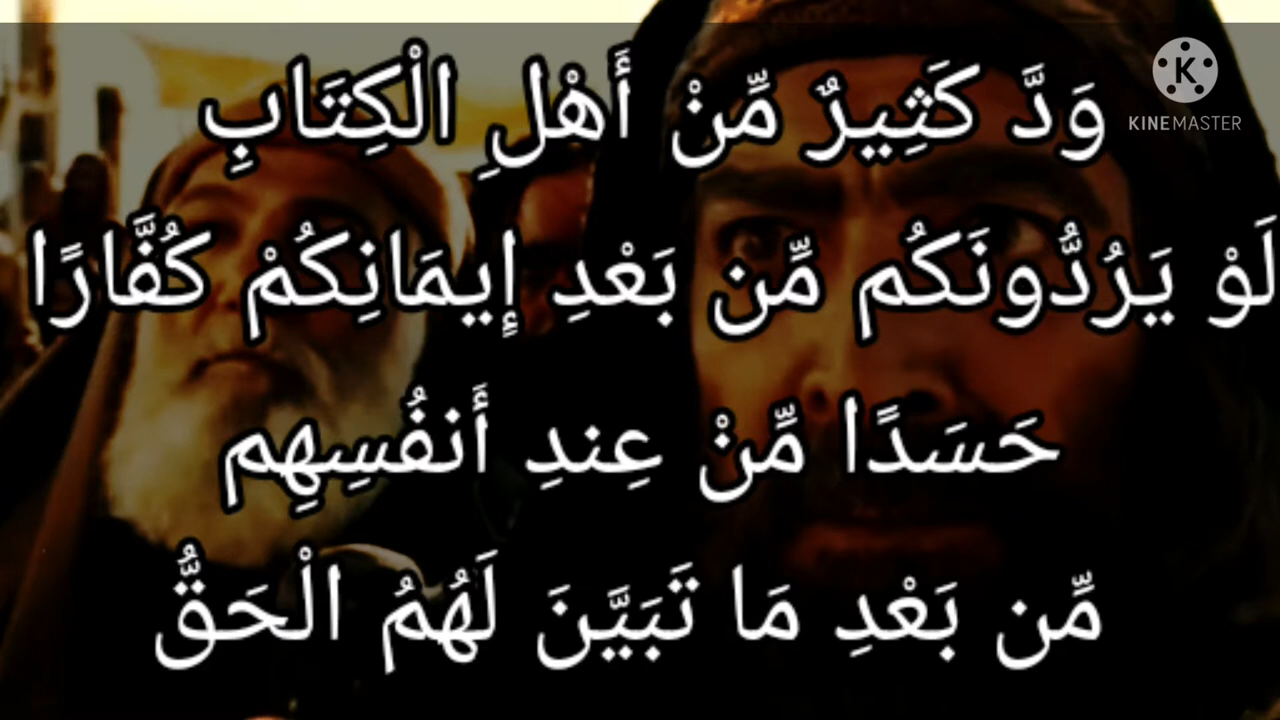 وَدَّ كَثِيرٌ مِّنْ أَهْلِ الْكِتَابِ
لَوْ يَرُدُّونَكُم مِّن بَعْدِ إِيمَانِكُمْ كُفَّارًا
حَسَدًا مِّنْ عِندِ أَنفُسِهِم
مِّن بَعْدِ مَا تَبَيَّنَ لَهُمُ الْحَقُّ
K
KINEMASTER